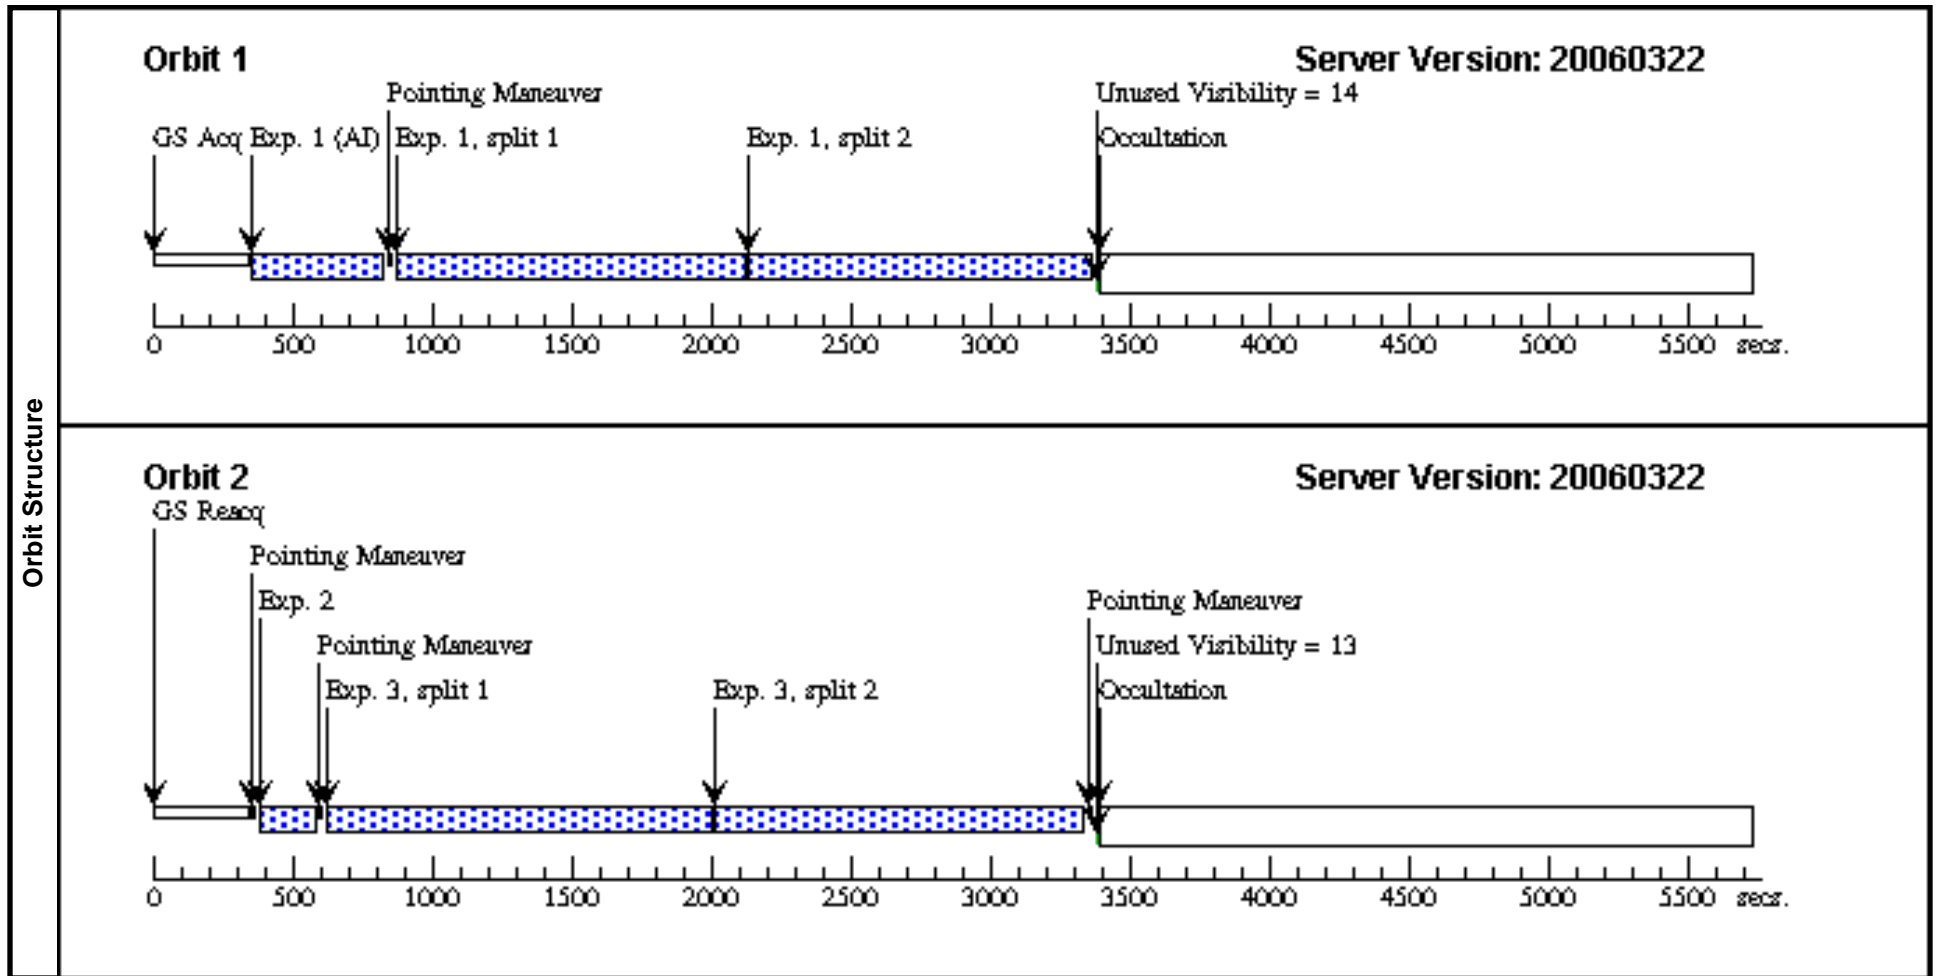 Orbit Structure
Orbit 1
Server Version: 20060322
Pointing Maneuver
Unused Visibility = 14
GS Acq
Exp. 1 (AI)
Exp. 1, split 1
Exp. 1, split 2
Occultation
0 500 1000 1500 2000 2500 3000 3500 4000 4500 5000 5500 secs.
Orbit 2
Server Version: 20060322
GS Reacq
Pointing Maneuver
Exp. 2
Pointing Maneuver
Pointing Maneuver
Unused Visibility = 13
Exp. 3, split 1
Exp. 3, split 2
Occultation
0 500 1000 1500 2000 2500 3000 3500 4000 4500 5000 5500 secs.